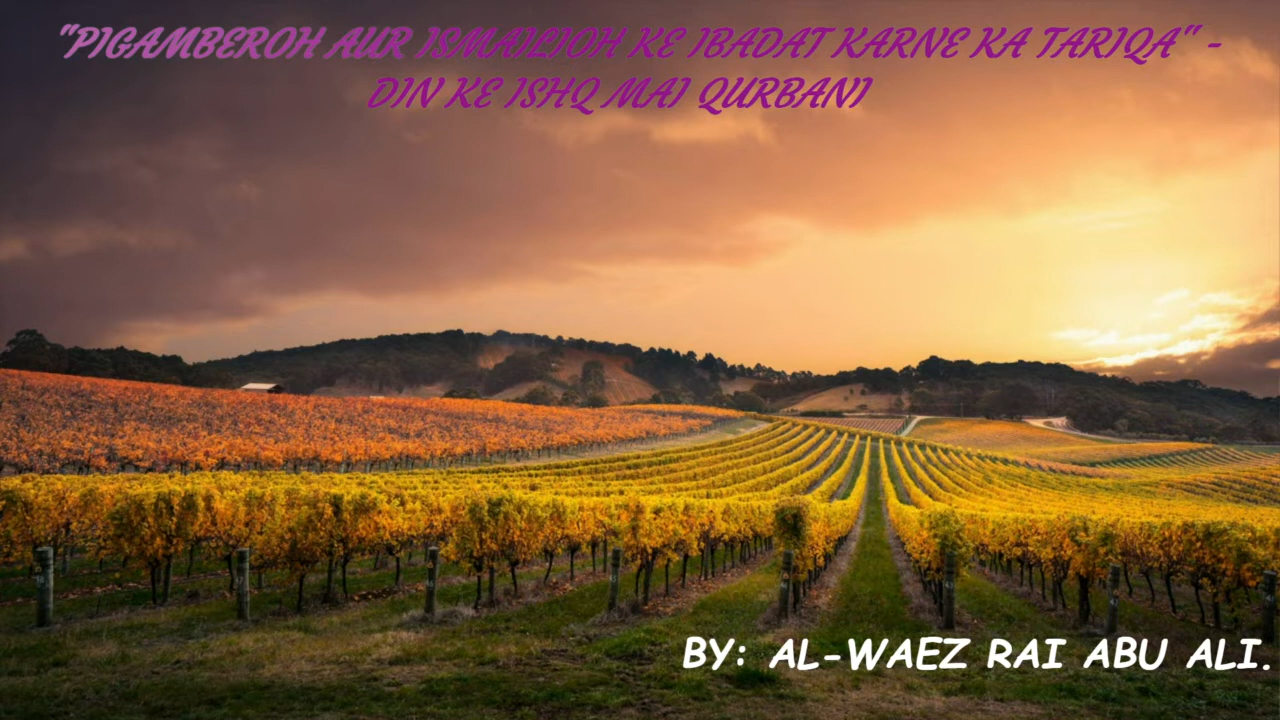 "PIGAMBEROH AUR ISMAILIOH KE IBADAT KARNE KA TARIQA" -
DIN KE ISHQ MAI QURBANI
BY: AL-WAEZ RAI ABU ALI.